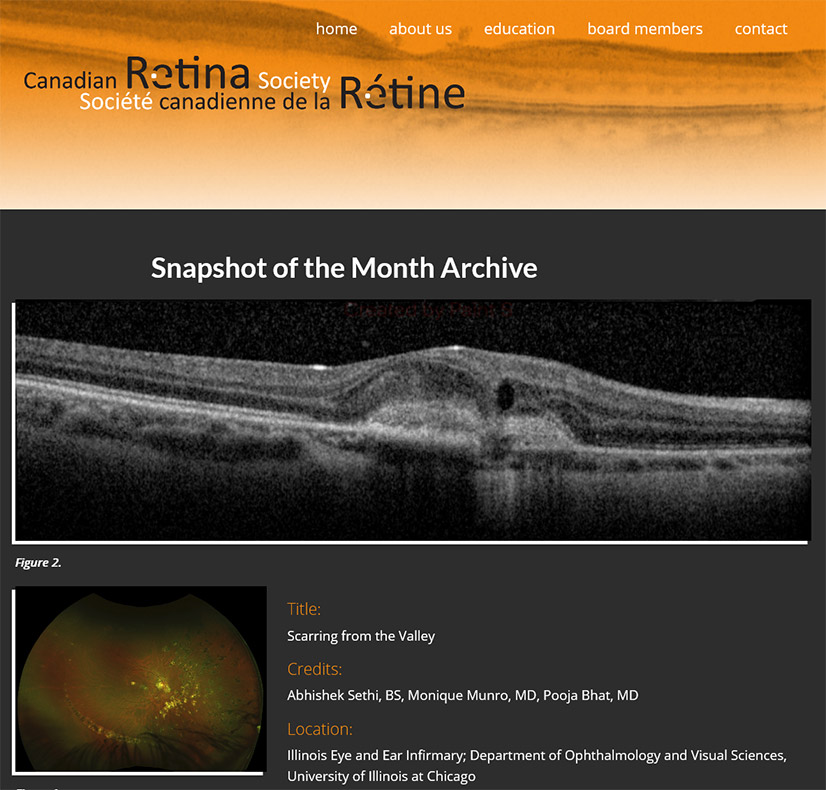 home about us education board members contact
Canadian Retina Society
Société canadienne de la Rétine
Snapshot of the Month Archive
Figure 2.
Title:
Scarring from the Valley
Credits:
Abhishek Sethi, BS, Monique Munro, MD, Pooja Bhat, MD
Location:
Illinois Eye and Ear Infirmary; Department of Ophthalmology and Visual Sciences,
University of Illinois at Chicago